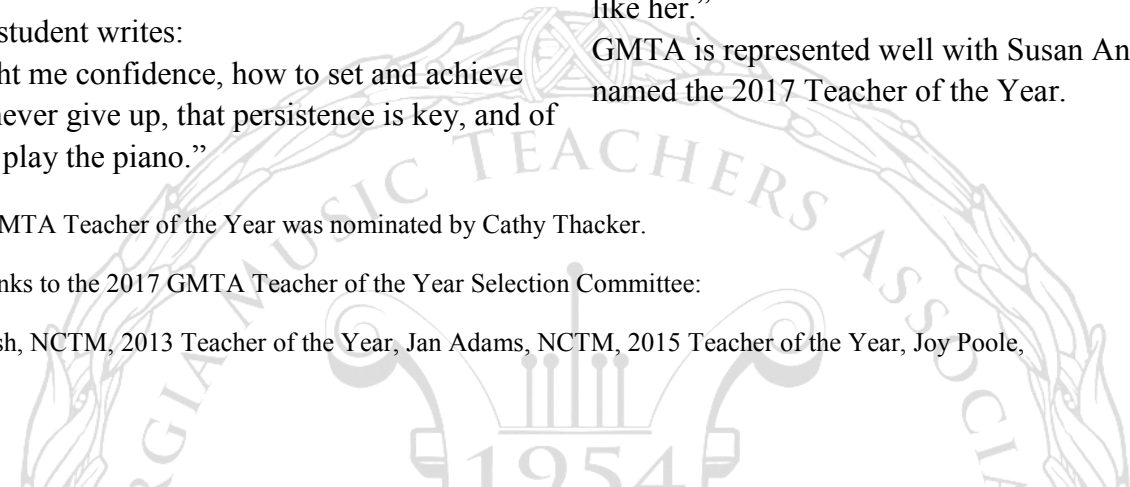 student writes:
ht me confidence, how to set and achieve
never give up, that persistence is key, and of
play the piano.”
like her.”
GMTA is represented well with Susan An
named the 2017 Teacher of the Year.
MTA Teacher of the Year was nominated by Cathy Thacker.
nks to the 2017 GMTA Teacher of the Year Selection Committee:
sh, NCTM, 2013 Teacher of the Year, Jan Adams, NCTM, 2015 Teacher of the Year, Joy Poole,
RGIA MUSIC TEACHERS ASSOCIA
1954